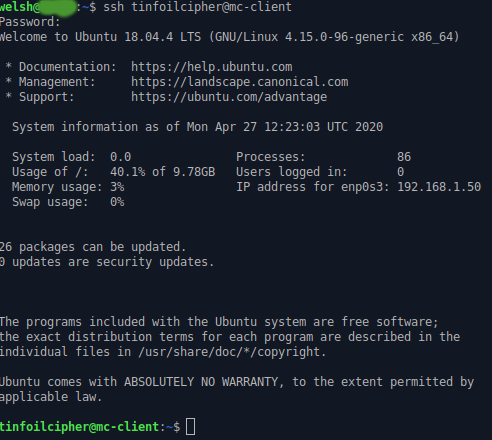 welsh@:~$ ssh tinfoilcipher@mc-client
Password:
Welcome to Ubuntu 18.04.4 LTS (GNU/Linux 4.15.0-96-generic x86_64)
* Documentation:  https://help.ubuntu.com
* Management:     https://landscape.canonical.com
* Support:        https://ubuntu.com/advantage
System information as of Mon Apr 27 12:23:03 UTC 2020
System load:  0.0               Processes:             86
Usage of /:   40.1% of 9.78GB   Users logged in:       0
Memory usage: 3%                IP address for enp0s3: 192.168.1.50
Swap usage:   0%
26 packages can be updated.
0 updates are security updates.
The programs included with the Ubuntu system are free software;
the exact distribution terms for each program are described in the
individual files in /usr/share/doc/*/copyright.
Ubuntu comes with ABSOLUTELY NO WARRANTY, to the extent permitted by
applicable law.
tinfoilcipher@mc-client:~$